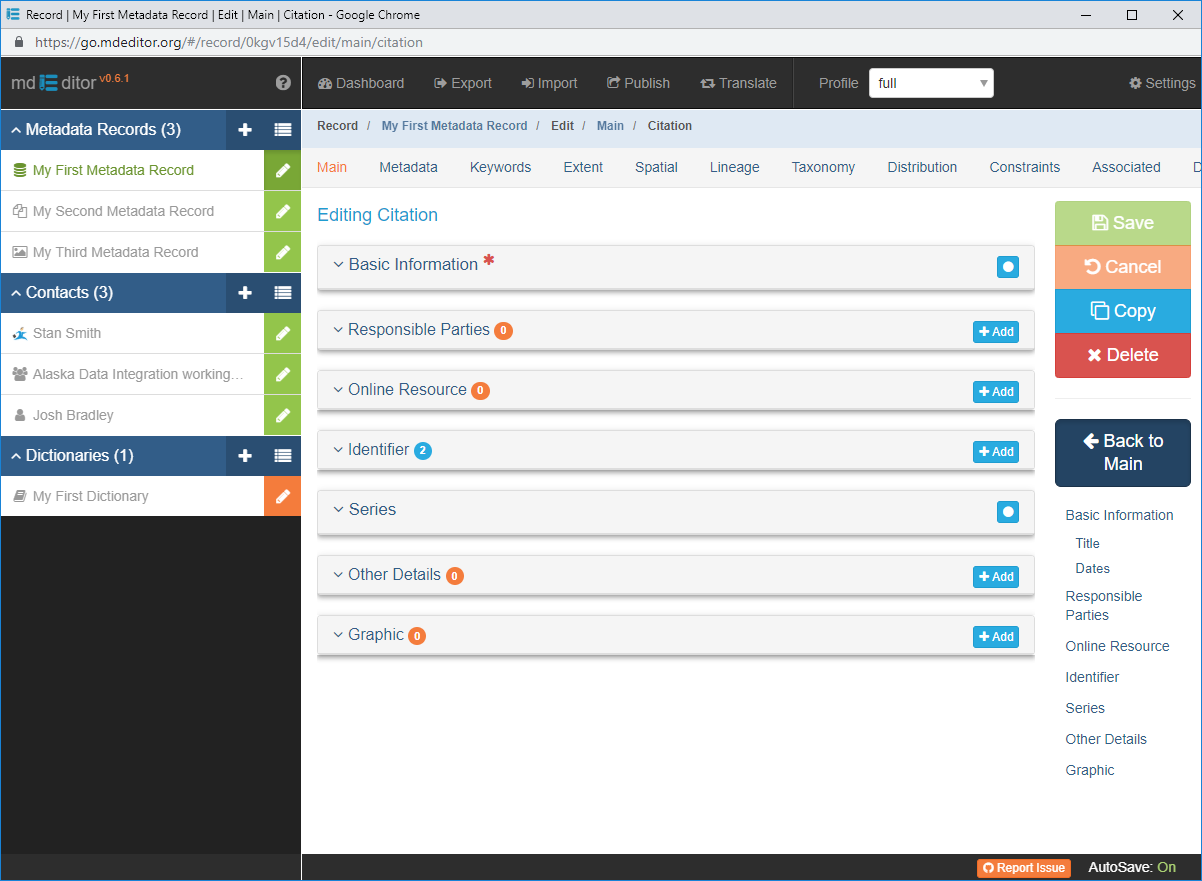 Record | My First Metadata Record | Edit | Main | Citation - Google Chrome
https://go.mdeditor.org/#/record/0kgv15d4/edit/main/citation
md ditor v0.6.1
Dashboard Export Import Publish Translate Profile full Settings
Metadata Records (3)
My First Metadata Record
My Second Metadata Record
My Third Metadata Record
Contacts (3)
Stan Smith
Alaska Data Integration working...
Josh Bradley
Dictionaries (1)
My First Dictionary
Record / My First Metadata Record / Edit / Main / Citation
Main Metadata Keywords Extent Spatial Lineage Taxonomy Distribution Constraints Associated D
Editing Citation
Basic Information *
Responsible Parties 0 Add
Online Resource 0 Add
Identifier 2 Add
Series
Other Details 0 Add
Graphic 0 Add
Save
Cancel
Copy
Delete
Back to
Main
Basic Information
Title
Dates
Responsible
Parties
Online Resource
Identifier
Series
Other Details
Graphic
Report Issue AutoSave: On